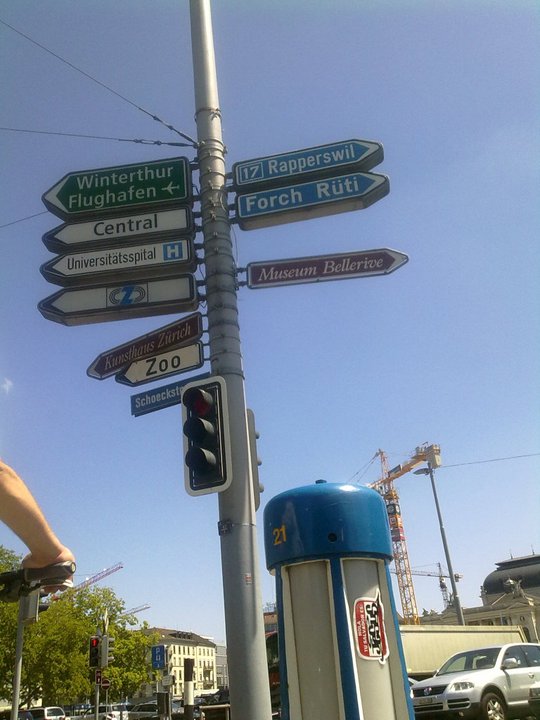 Winterthur
Flughafen
Central
Universitätsspital H
Z
Kunsthaus Zürich
Zoo
17 Rapperswil
Forch Rüti
Museum Bellerive
21
P